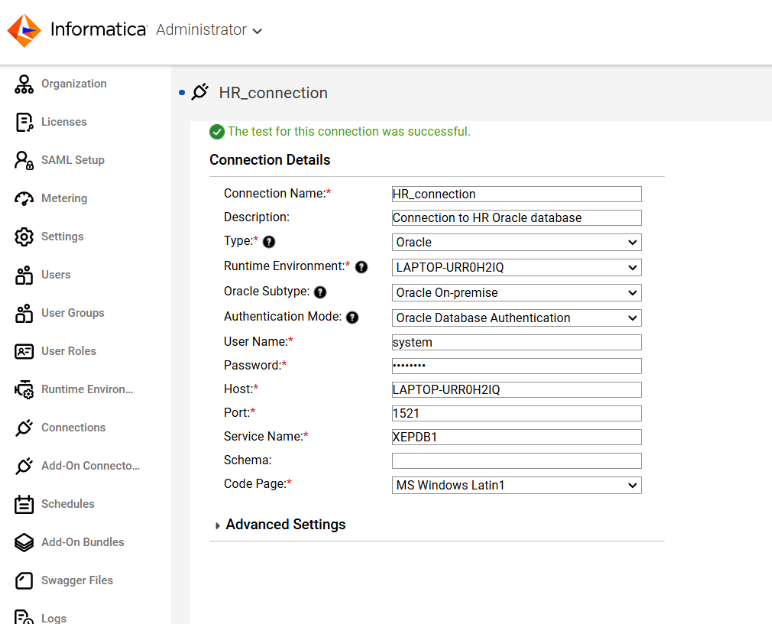 Informatica Administrator
Organization
Licenses
SAML Setup
Metering
Settings
Users
User Groups
User Roles
Runtime Environ...
Connections
Add-On Connecto...
Schedules
Add-On Bundles
Swagger Files
Logs
HR_connection
The test for this connection was successful.
Connection Details
Connection Name:* HR_connection
Description: Connection to HR Oracle database
Type:* ? Oracle
Runtime Environment:* ? LAPTOP-URR0H2IQ
Oracle Subtype: ? Oracle On-premise
Authentication Mode: ? Oracle Database Authentication
User Name:* system
Password:* ••••••••
Host:* LAPTOP-URR0H2IQ
Port:* 1521
Service Name:* XEPDB1
Schema:
Code Page:* MS Windows Latin1
Advanced Settings